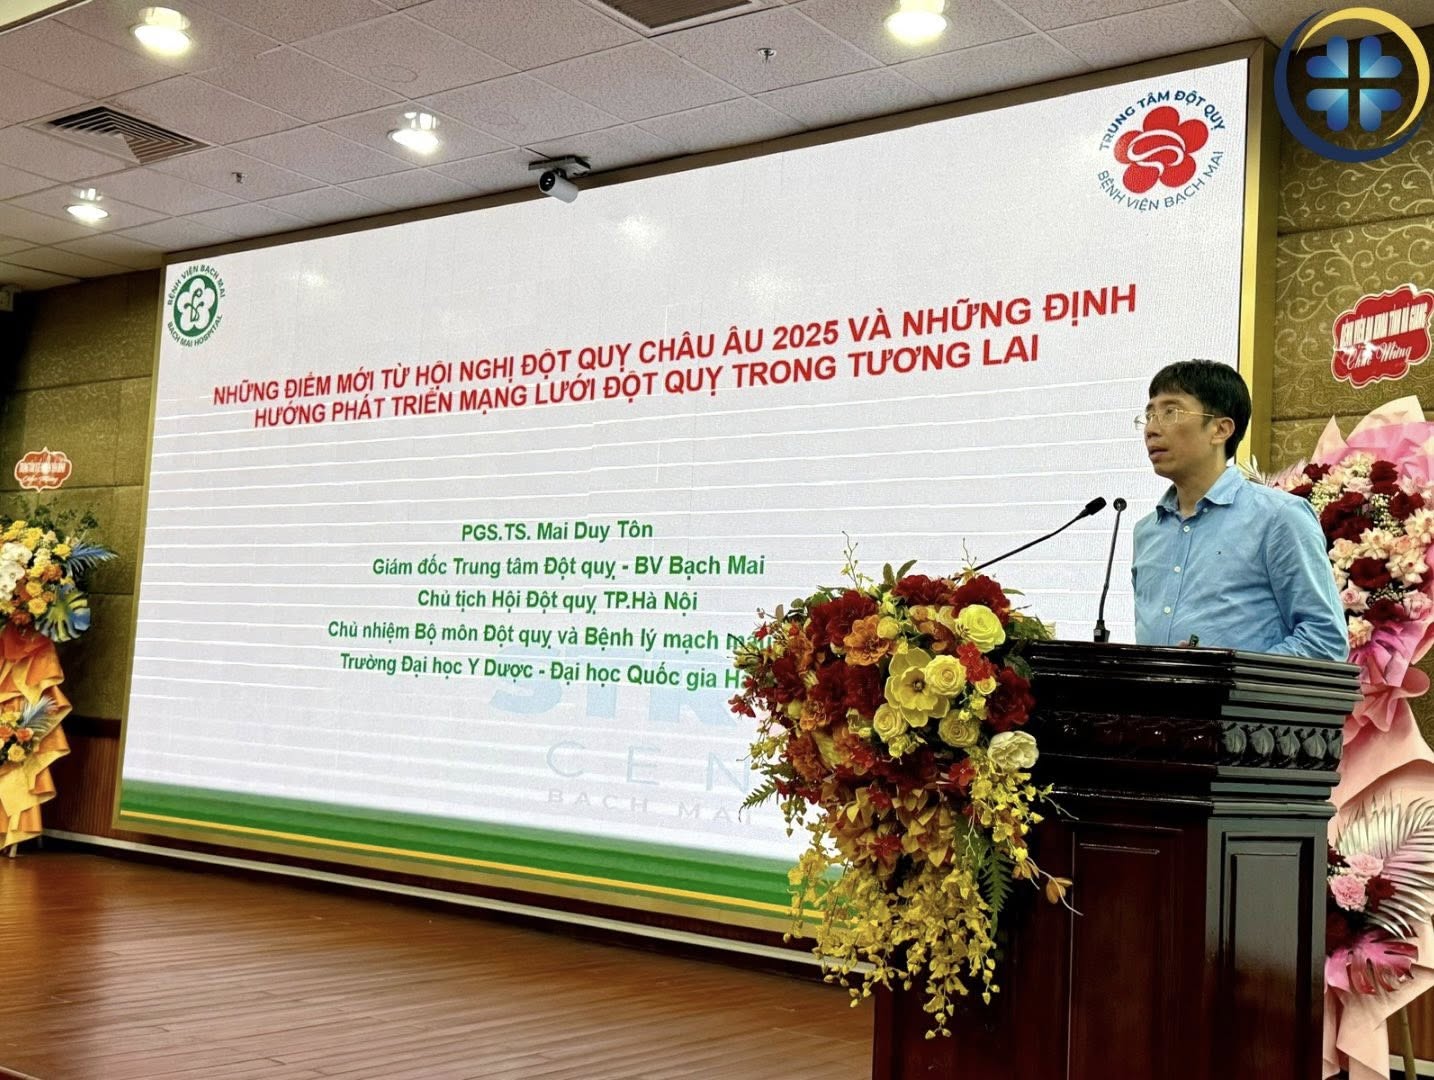 TRUNG TÂM ĐỘT QUỴ
BỆNH VIỆN BẠCH MAI
BỆNH VIỆN BẠCH MAI
BACH MAI HOSPITAL
NHỮNG ĐIỂM MỚI TỪ HỘI NGHỊ ĐỘT QUỴ CHÂU ÂU 2025 VÀ NHỮNG ĐỊNH
HƯỚNG PHÁT TRIỂN MẠNG LƯỚI ĐỘT QUỴ TRONG TƯƠNG LAI
PGS.TS. Mai Duy Tôn
Giám đốc Trung tâm Đột quỵ - BV Bạch Mai
Chủ tịch Hội Đột quỵ TP.Hà Nội
Chủ nhiệm Bộ môn Đột quỵ và Bệnh lý mạch
Trường Đại học Y Dược - Đại học Quốc gia
BACH MAI
Chúc Mừng